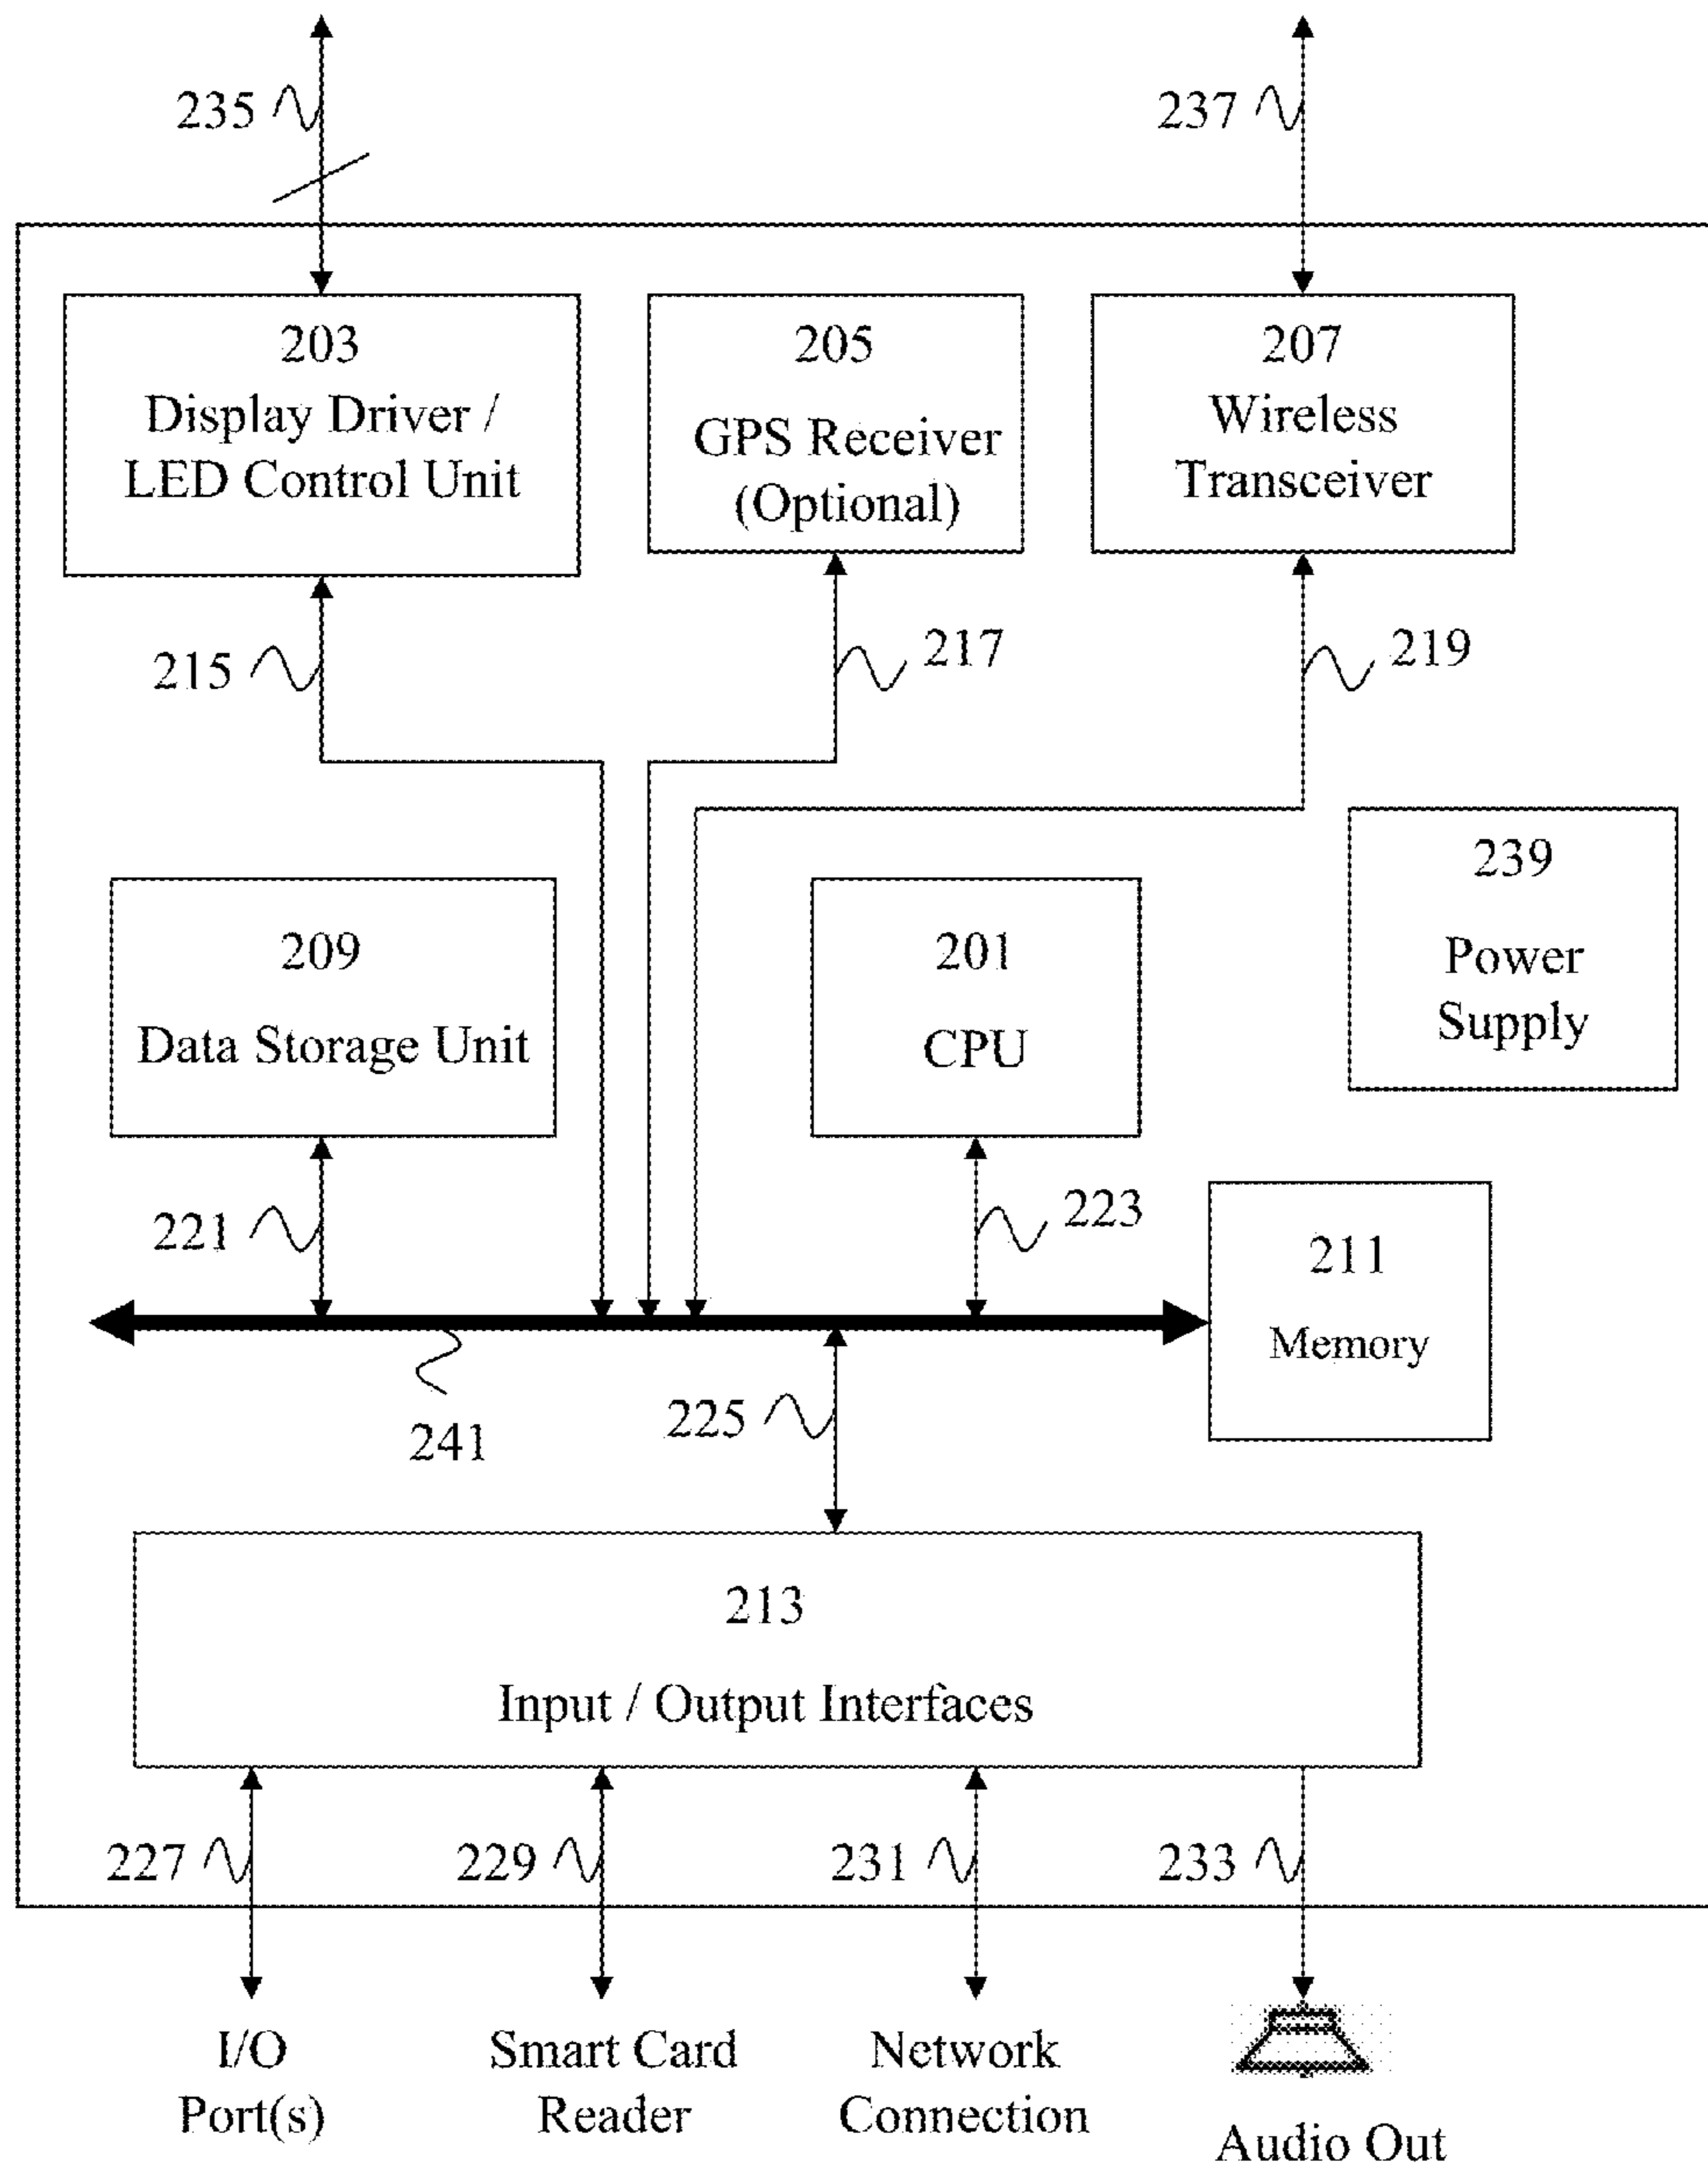 235
237
203
Display Driver /
LED Control Unit
205
GPS Receiver
(Optional)
207
Wireless
Transceiver
215
217
219
209
Data Storage Unit
201
CPU
239
Power
Supply
221
223
211
Memory
241
225
213
Input / Output Interfaces
227
229
231
233
I/O
Port(s)
Smart Card
Reader
Network
Connection
Audio Out